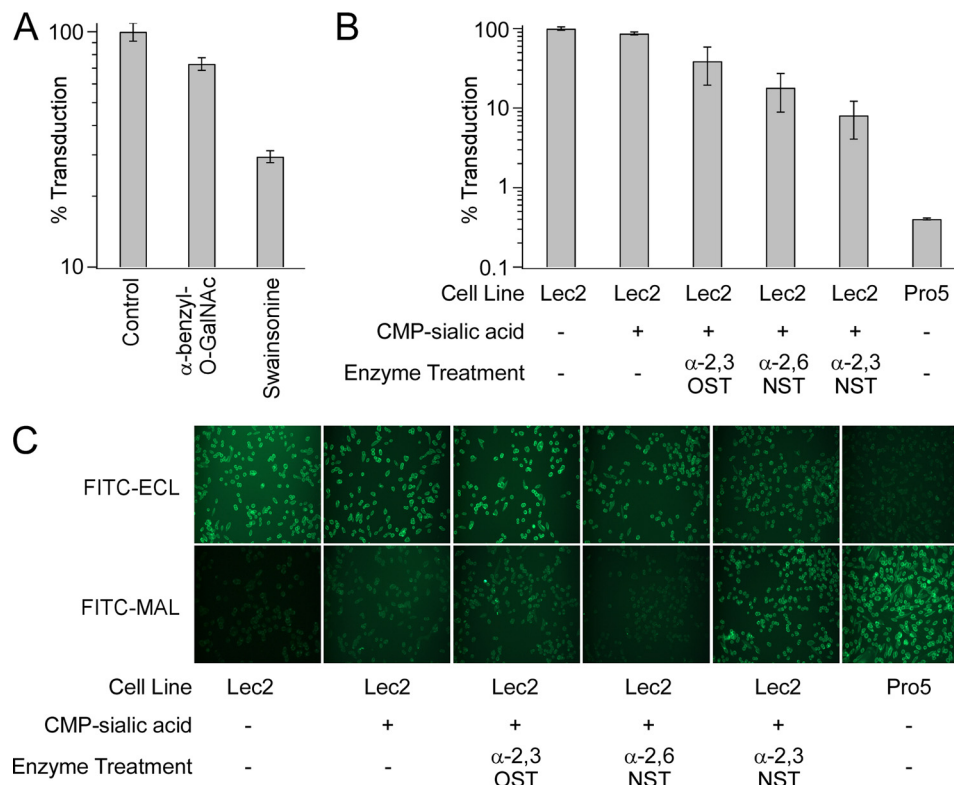 A
% Transduction
100
10
Control
α-benzyl-
O-GalNAc
Swainsonine
B
% Transduction
100
10
1
0.1
Cell Line Lec2 Lec2 Lec2 Lec2 Lec2 Pro5
CMP-sialic acid - + + + + -
Enzyme Treatment - - α-2,3 OST α-2,6 NST α-2,3 NST -
C
FITC-ECL
FITC-MAL
Cell Line Lec2 Lec2 Lec2 Lec2 Lec2 Pro5
CMP-sialic acid - + + + + -
Enzyme Treatment - - α-2,3 OST α-2,6 NST α-2,3 NST -